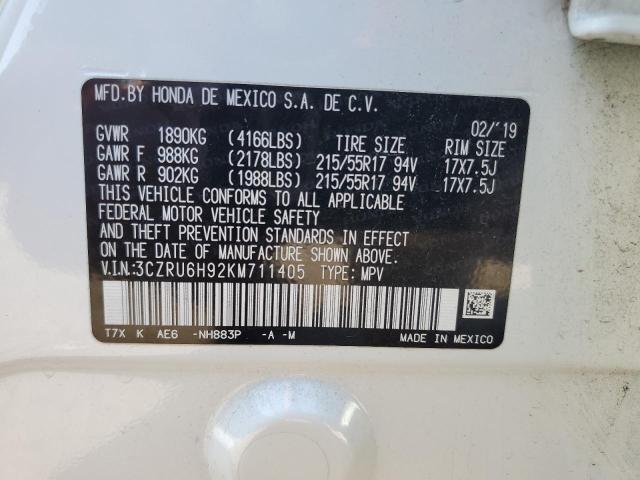 MFD.BY HONDA DE MEXICO S.A. DE C.V.
02/'19
GVWR 1890KG (4166LBS) TIRE SIZE RIM SIZE
GAWR F 988KG (2178LBS) 215/55R17 94V 17X7.5J
GAWR R 902KG (1988LBS) 215/55R17 94V 17X7.5J
THIS VEHICLE CONFORMS TO ALL APPLICABLE
FEDERAL MOTOR VEHICLE SAFETY
AND THEFT PREVENTION STANDARDS IN EFFECT
ON THE DATE OF MANUFACTURE SHOWN ABOVE.
V.I.N:3CZRU6H92KM711405 TYPE: MPV
T7X K AE6 -NH883P -A -M
MADE IN MEXICO